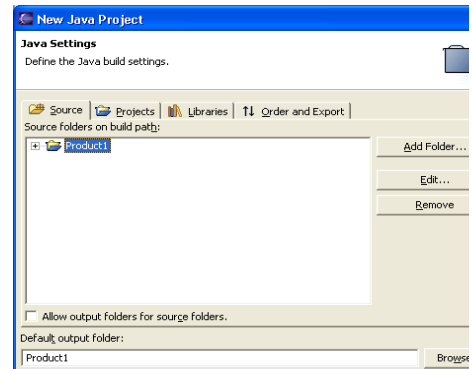 New Java Project
Java Settings
Define the Java build settings.
Source Projects Libraries Order and Export
Source folders on build path:
Product1
Add Folder...
Edit...
Remove
Allow output folders for source folders.
Default output folder:
Product1
Browse